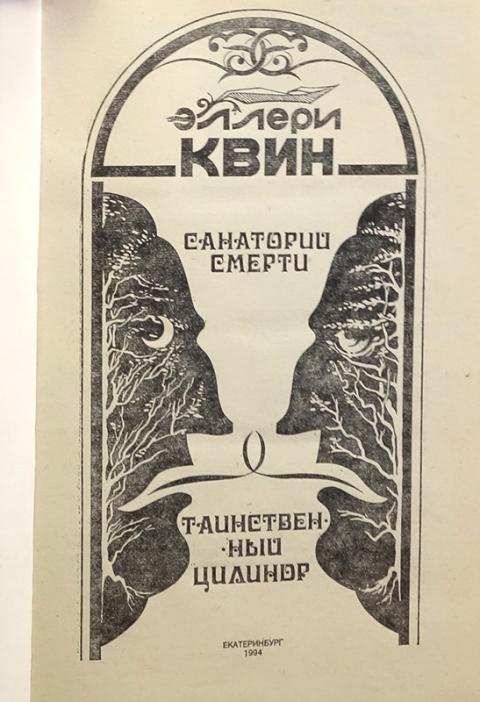 эллери
КВИН
САНАТОРИЙ
СМЕРТИ
ТАИНСТВЕН·
·НЫЙ
ЦИЛИНДР
ЕКАТЕРИНБУРГ
1994